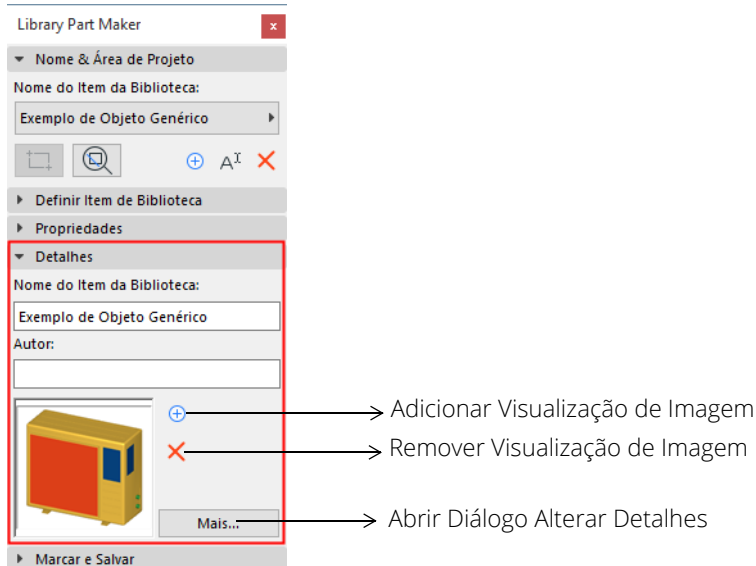 Library Part Maker
x
Nome & Área de Projeto
Nome do Item da Biblioteca:
Exemplo de Objeto Genérico
Definir Item de Biblioteca
Propriedades
Detalhes
Nome do Item da Biblioteca:
Exemplo de Objeto Genérico
Autor:
Adicionar Visualização de Imagem
Remover Visualização de Imagem
Mais...
Abrir Diálogo Alterar Detalhes
Marcar e Salvar